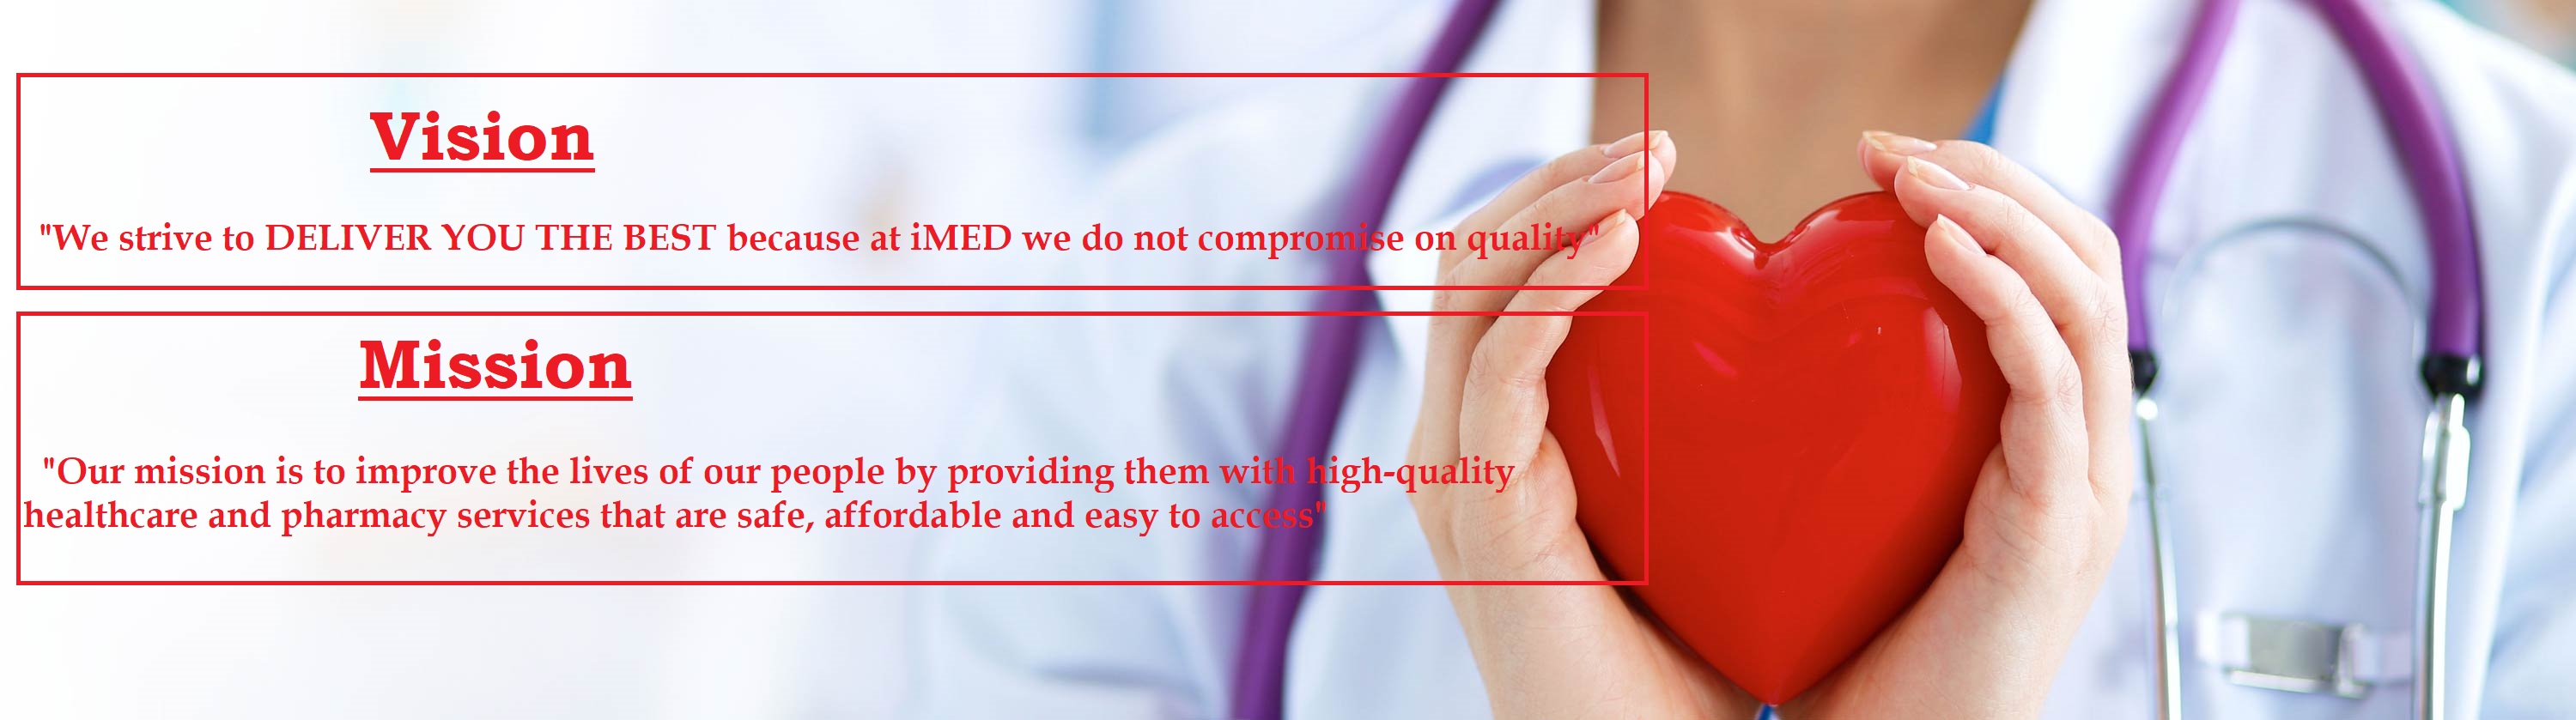 Vision
"We strive to DELIVER YOU THE BEST because at iMED we do not compromise on quality"
Mission
"Our mission is to improve the lives of our people by providing them with high-quality
healthcare and pharmacy services that are safe, affordable and easy to access"